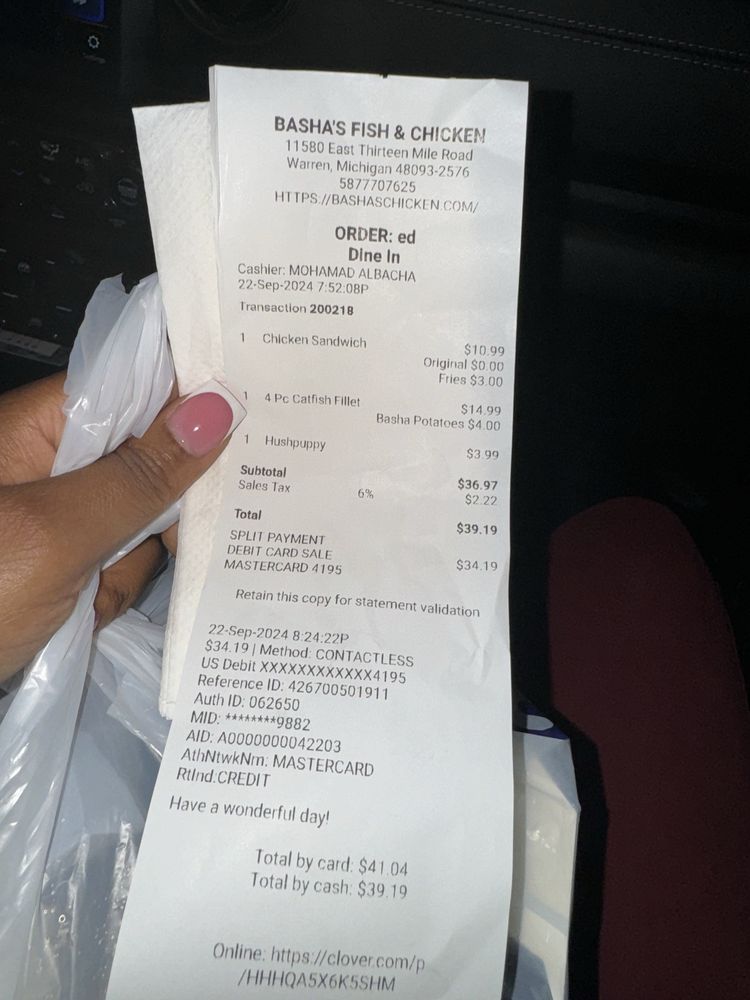 BASHA'S FISH & CHICKEN
11580 East Thirteen Mile Road
Warren, Michigan 48093-2576
5877707625
HTTPS://BASHASCHICKEN.COM/
ORDER: ed
Dine In
Cashier: MOHAMAD ALBACHA
22-Sep-2024 7:52:08P
Transaction 200218
1 Chicken Sandwich $10.99
Original $0.00
Fries $3.00
1 4 Pc Catfish Fillet $14.99
Basha Potatoes $4.00
1 Hushpuppy $3.99
Subtotal $36.97
Sales Tax 6% $2.22
Total $39.19
SPLIT PAYMENT
DEBIT CARD SALE $34.19
MASTERCARD 4195
Retain this copy for statement validation
22-Sep-2024 8:24:22P
$34.19 | Method: CONTACTLESS
US Debit XXXXXXXXXXXX4195
Reference ID: 426700501911
Auth ID: 062650
MID: ********9882
AID: A0000000042203
AthNtwkNm: MASTERCARD
RtInd:CREDIT
Have a wonderful day!
Total by card: $41.04
Total by cash: $39.19
Online: https://clover.com/p
/HHHQA5X6K5SHM